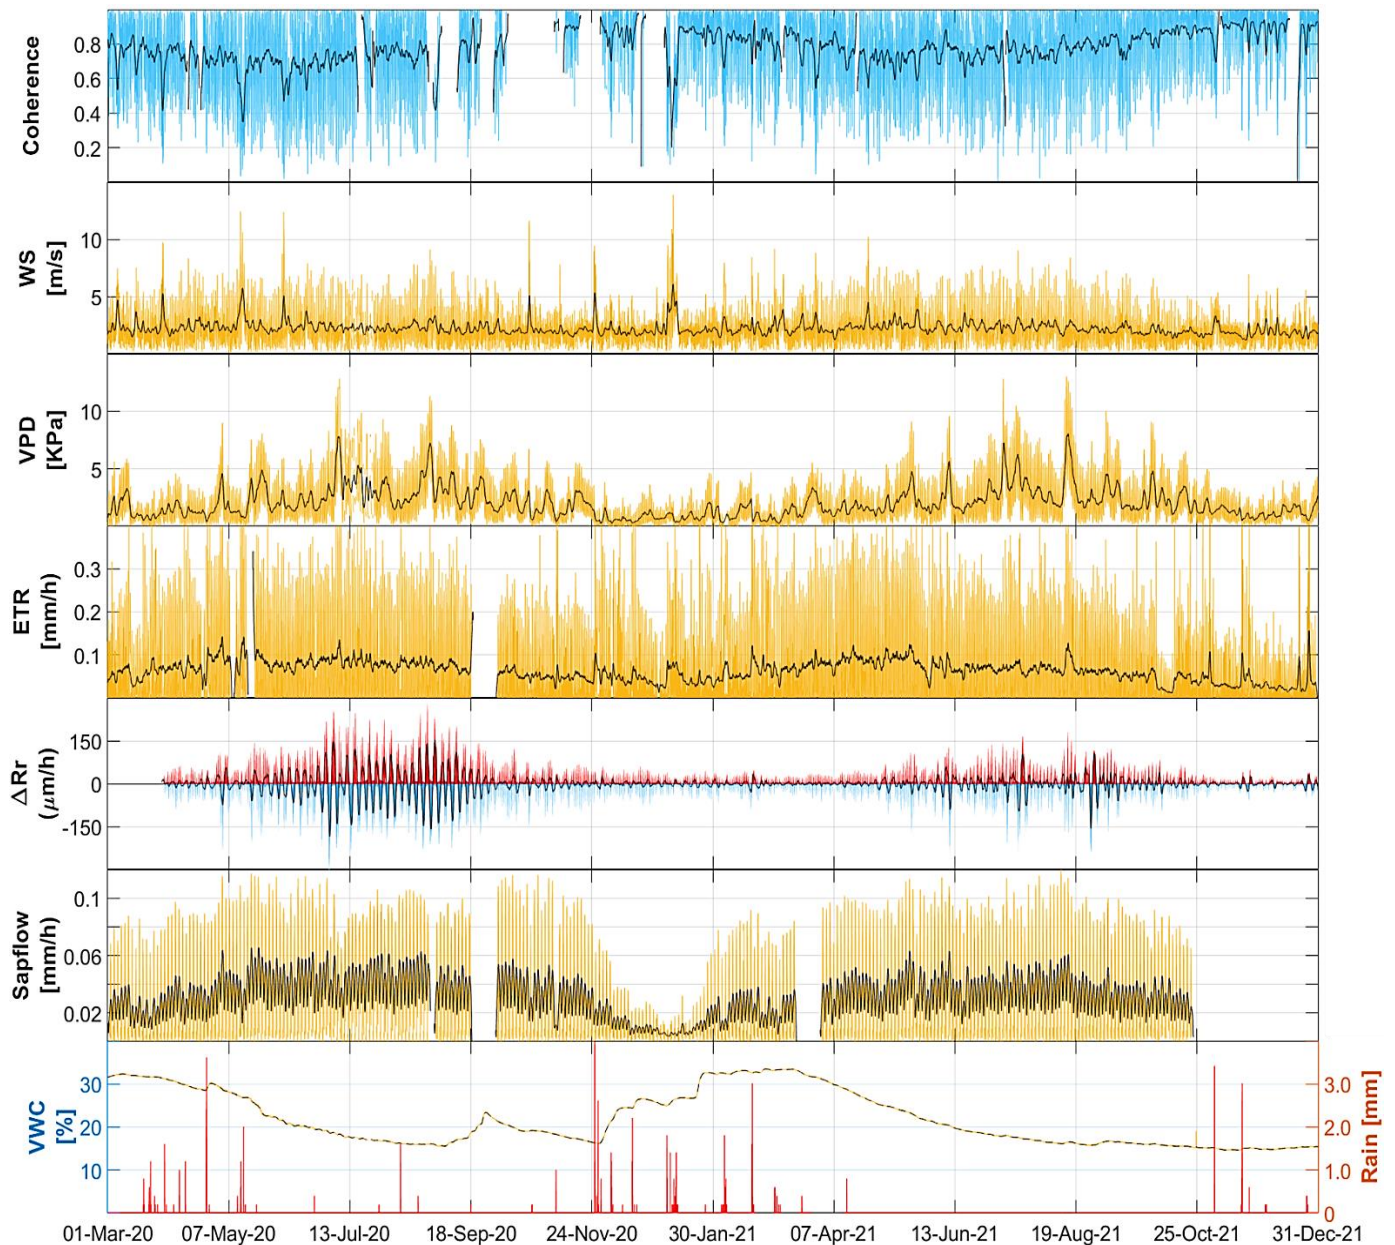 Coherence
0.8
0.6
0.4
0.2
WS
[m/s]
10
5
VPD
[KPa]
10
5
ETR
[mm/h)
0.3
0.2
0.1
△Rr
(μm/h)
150
0
-150
Sapflow
[mm/h)
0.1
0.06
0.02
VWC
[%]
30
20
10
3.0
2.0
1.0
0
Rain [mm]
01-Mar-20 07-May-20 13-Jul-20 18-Sep-20 24-Nov-20 30-Jan-21 07-Apr-21 13-Jun-21 19-Aug-21 25-Oct-21 31-Dec-21